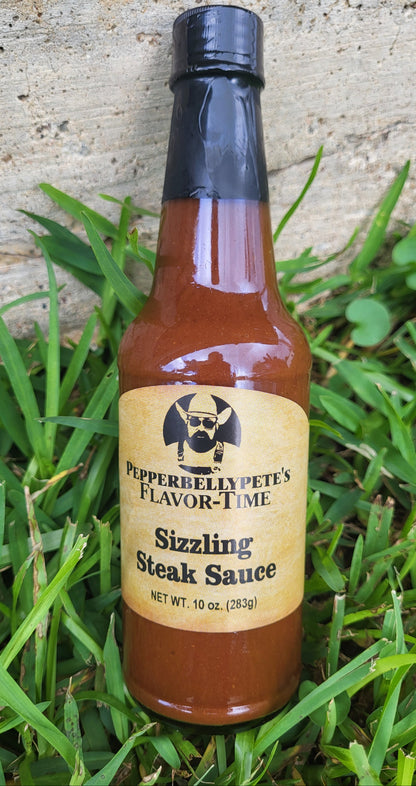 PEPPERBELLYPETE'S
FLAVOR-TIME
Sizzling
Steak Sauce
NET WT. 10 oz. (283g)